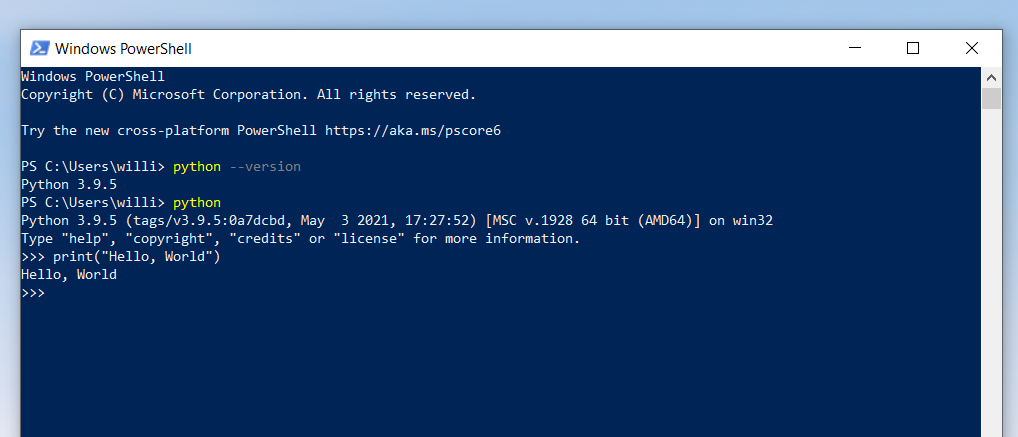 Windows PowerShell
Windows PowerShell
Copyright (C) Microsoft Corporation. All rights reserved.
Try the new cross-platform PowerShell https://aka.ms/pscore6
PS C:\Users\willi> python --version
Python 3.9.5
PS C:\Users\willi> python
Python 3.9.5 (tags/v3.9.5:0a7dcbd, May  3 2021, 17:27:52) [MSC v.1928 64 bit (AMD64)] on win32
Type "help", "copyright", "credits" or "license" for more information.
>>> print("Hello, World")
Hello, World
>>>